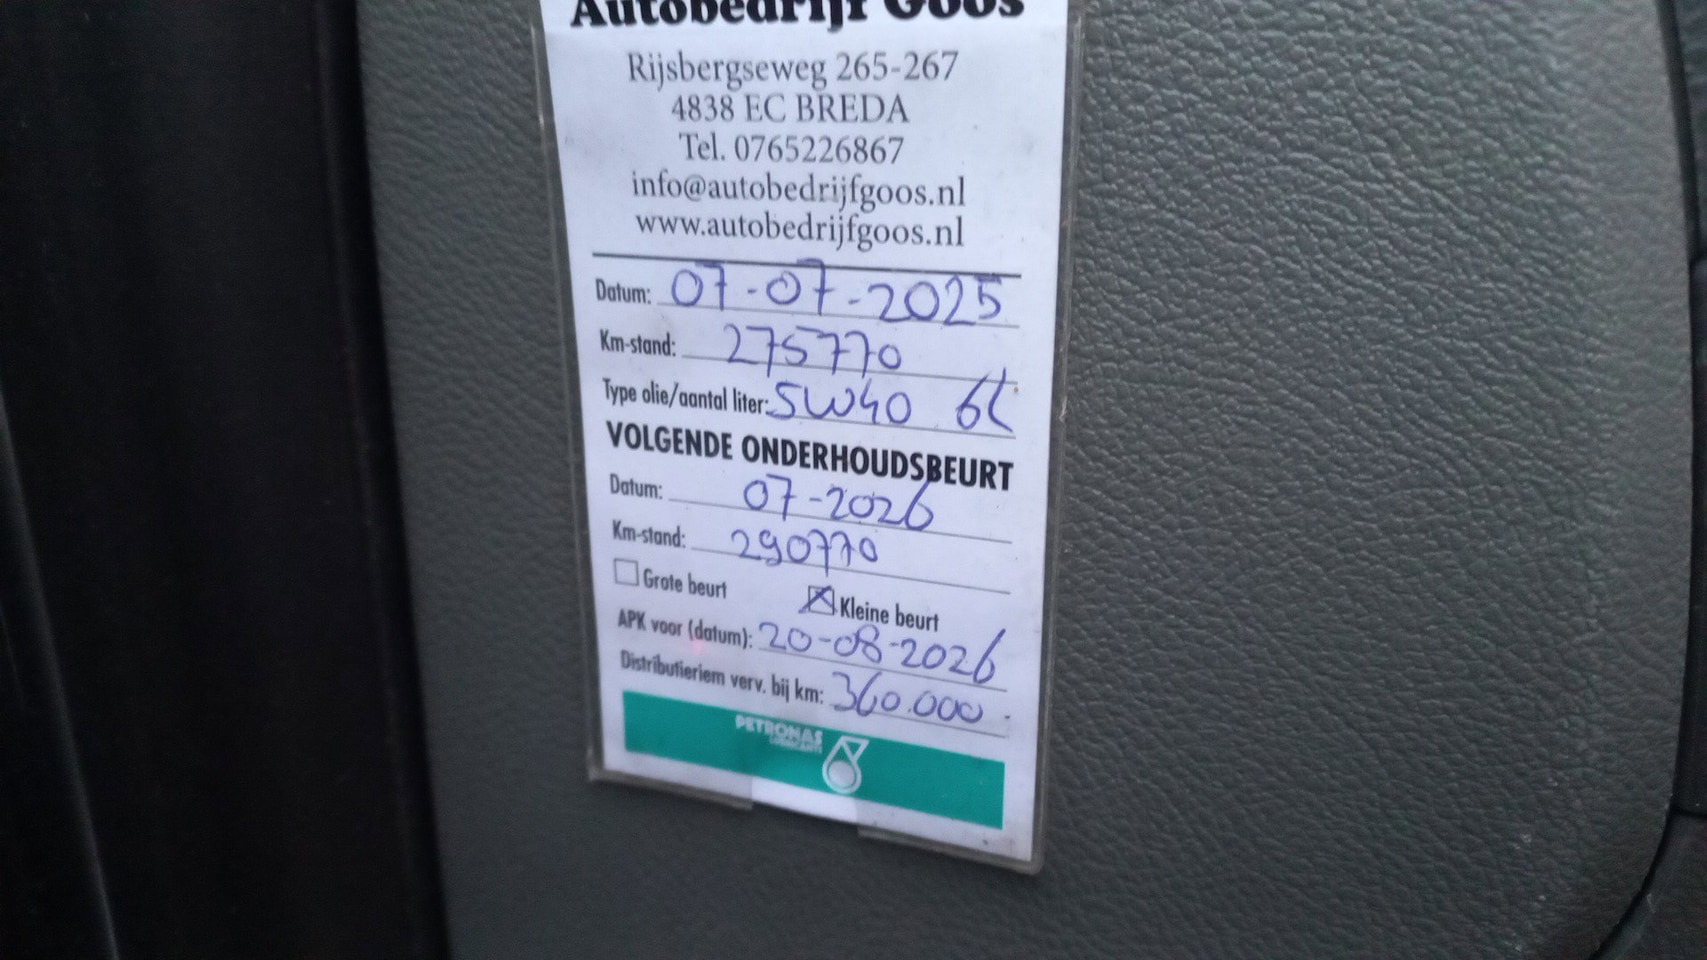 Autobedrijf Goos
Rijsbergseweg 265-267
4838 EC BREDA
Tel. 0765226867
info@autobedrijfgoos.nl
www.autobedrijfgoos.nl
Datum: 07-07-2025
Km-stand: 275770
Type olie/aantal liter: 5W40 6L
VOLGENDE ONDERHOUDSBEURT
Datum: 07-2026
Km-stand: 290770
Grote beurt Kleine beurt
APK voor (datum): 20-08-2026
Distributieriem verv. bij km: 360.000
PETRONAS
LUBRICANTS